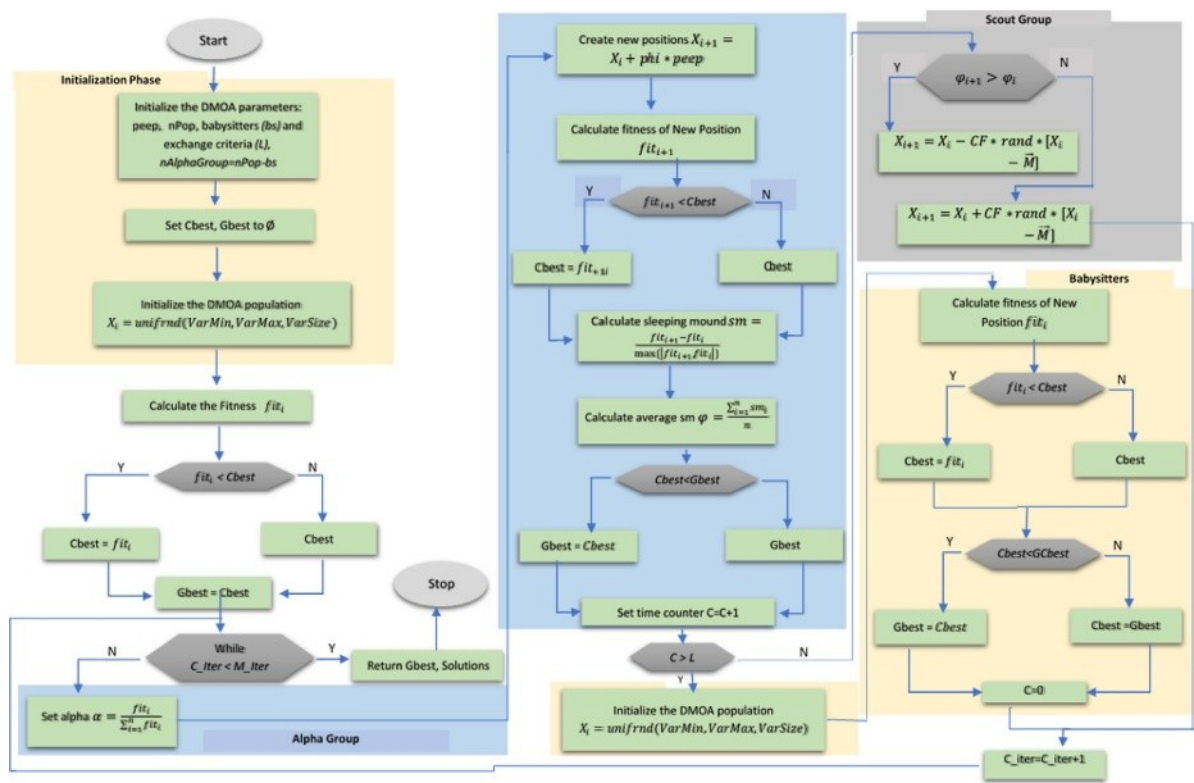 Start
Initialization Phase
Initialize the DMOA parameters:
peep, nPop, babysitters (bs) and
exchange criteria (L),
nAlphaGroup=nPop-bs
Set Cbest, Gbest to Ø
Initialize the DMOA population
X_i = unifrnd(VarMin,VarMax,VarSize)
Calculate the Fitness fit_i
fit_i < Cbest
Y
N
Cbest = fit_i
Cbest
Gbest = Cbest
While
C_Iter < M_Iter
N
Y
Return Gbest, Solutions
Stop
Set alpha α = fit_i / Σ_{i=1}^n fit_i
Alpha Group
Create new positions X_{i+1} =
X_i + phi ∗ peep
Calculate fitness of New Position
fit_{i+1}
Y
N
fit_{i+1} < Cbest
Cbest = fit_{+1i}
Cbest
Calculate sleeping mound sm =
fit_{i+1}−fit_i
max(|fit_{i+1},fit_i|)
Calculate average sm φ = Σ_{i=1}^n sm_i / n
Cbest<Gbest
Gbest = Cbest
Gbest
Set time counter C=C+1
C > L
N
Y
Initialize the DMOA population
X_i = unifrnd(VarMin,VarMax,VarSize)
Scout Group
Y
N
φ_{i+1} > φ_i
X_{i+1} = X_i − CF ∗ rand ∗ [X_i
− M⃗]
X_{i+1} = X_i + CF ∗ rand ∗ [X_i
− M⃗]
Babysitters
Calculate fitness of New
Position fit_i
Y
N
fit_i < Cbest
Cbest = fit_i
Cbest
Y
N
Cbest<GCbest
Gbest = Cbest
Cbest =Gbest
C=0
C_iter=C_iter+1